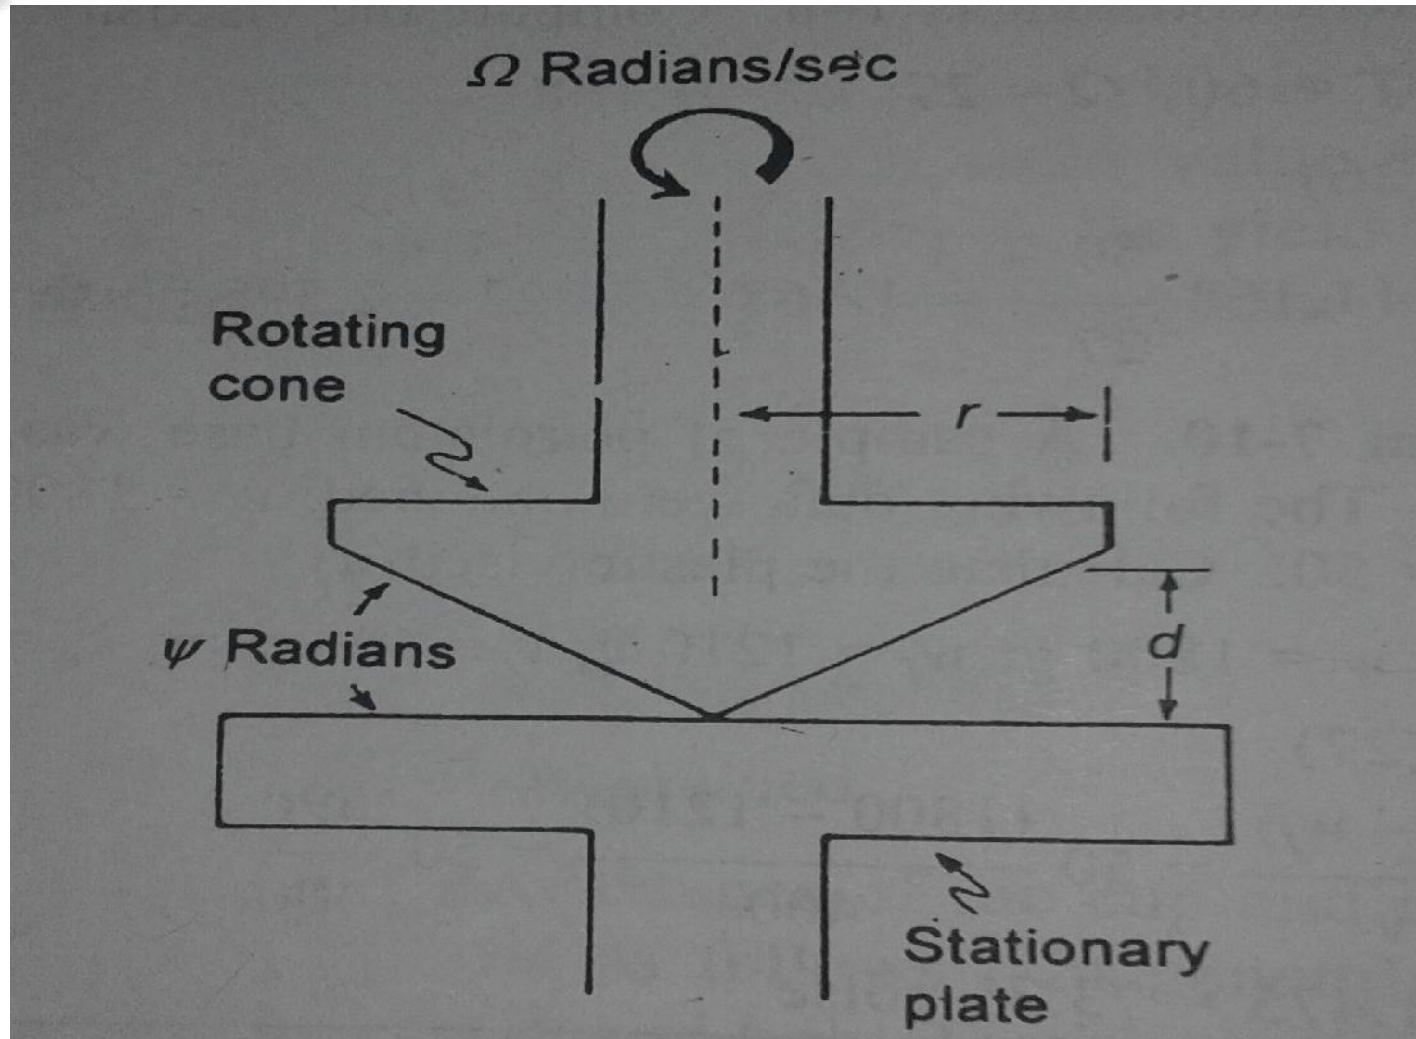 Ω Radians/sec
Rotating
cone
r
ψ Radians
d
Stationary
plate